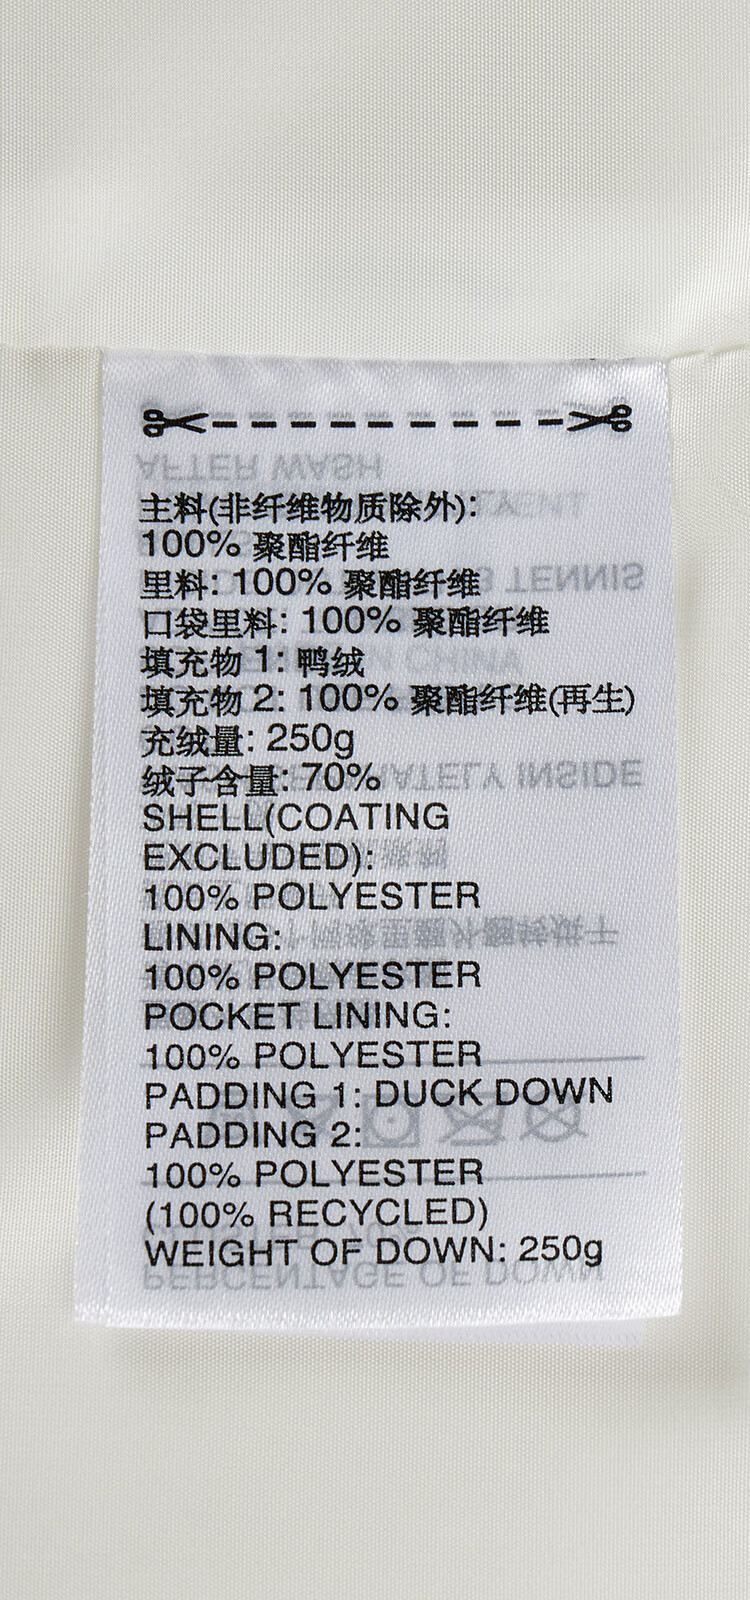 主料(非纤维物质除外):
100% 聚酯纤维
里料: 100% 聚酯纤维
口袋里料: 100% 聚酯纤维
填充物 1: 鸭绒
填充物 2: 100% 聚酯纤维(再生)
充绒量: 250g
绒子含量: 70%
SHELL(COATING
EXCLUDED):
100% POLYESTER
LINING:
100% POLYESTER
POCKET LINING:
100% POLYESTER
PADDING 1: DUCK DOWN
PADDING 2:
100% POLYESTER
(100% RECYCLED)
WEIGHT OF DOWN: 250g